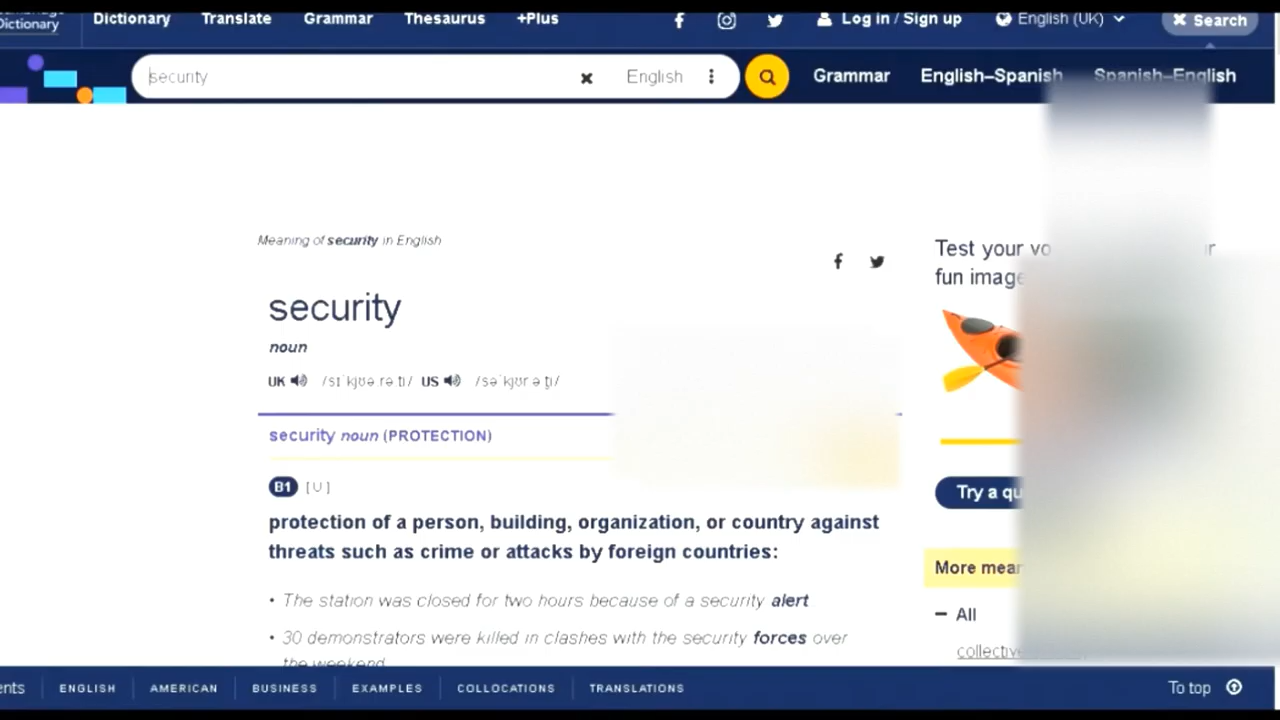 Dictionary
Dictionary Translate Grammar Thesaurus +Plus Log in / Sign up English (UK) Search
security English Grammar English–Spanish Spanish–English
Meaning of security in English
Test your
fun image
security
noun
UK /sɪˈkjʊə.rə.ti/ US /səˈkjʊr.ə.t̬i/
security noun (PROTECTION)
B1 [U]
Try a
protection of a person, building, organization, or country against
threats such as crime or attacks by foreign countries:
More
All
• The station was closed for two hours because of a security alert
• 30 demonstrators were killed in clashes with the security forces over
the weekend
ENGLISH AMERICAN BUSINESS EXAMPLES COLLOCATIONS TRANSLATIONS To top